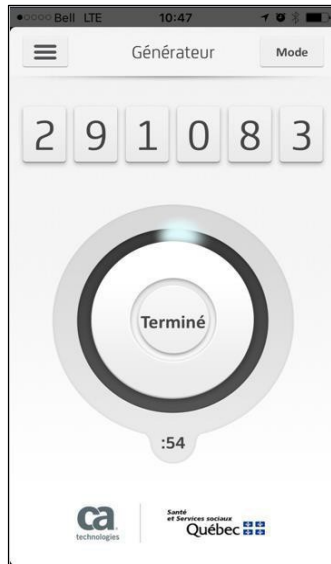 Bell LTE 10:47
Générateur Mode
2 9 1 0 8 3
Terminé
:54
ca
technologies
Santé
et Services sociaux
Québec